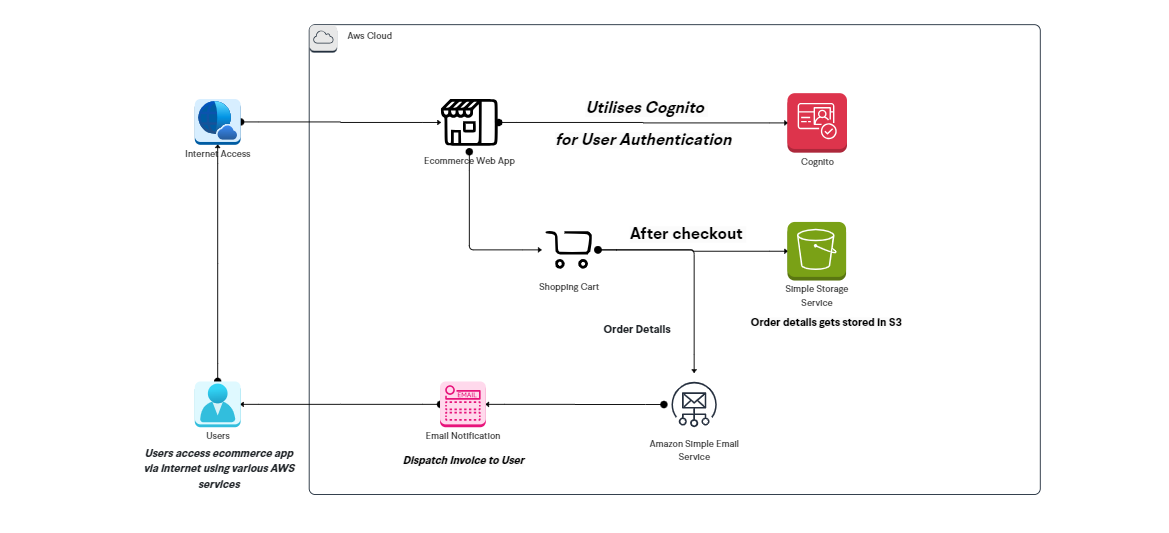 Aws Cloud
Utilises Cognito
for User Authentication
Internet Access
Ecommerce Web App
Cognito
After checkout
Shopping Cart
Simple Storage
Service
Order details gets stored in S3
Order Details
EMAIL
Users
Email Notification
Amazon Simple Email
Service
Users access ecommerce app
via internet using various AWS
services
Dispatch Invoice to User